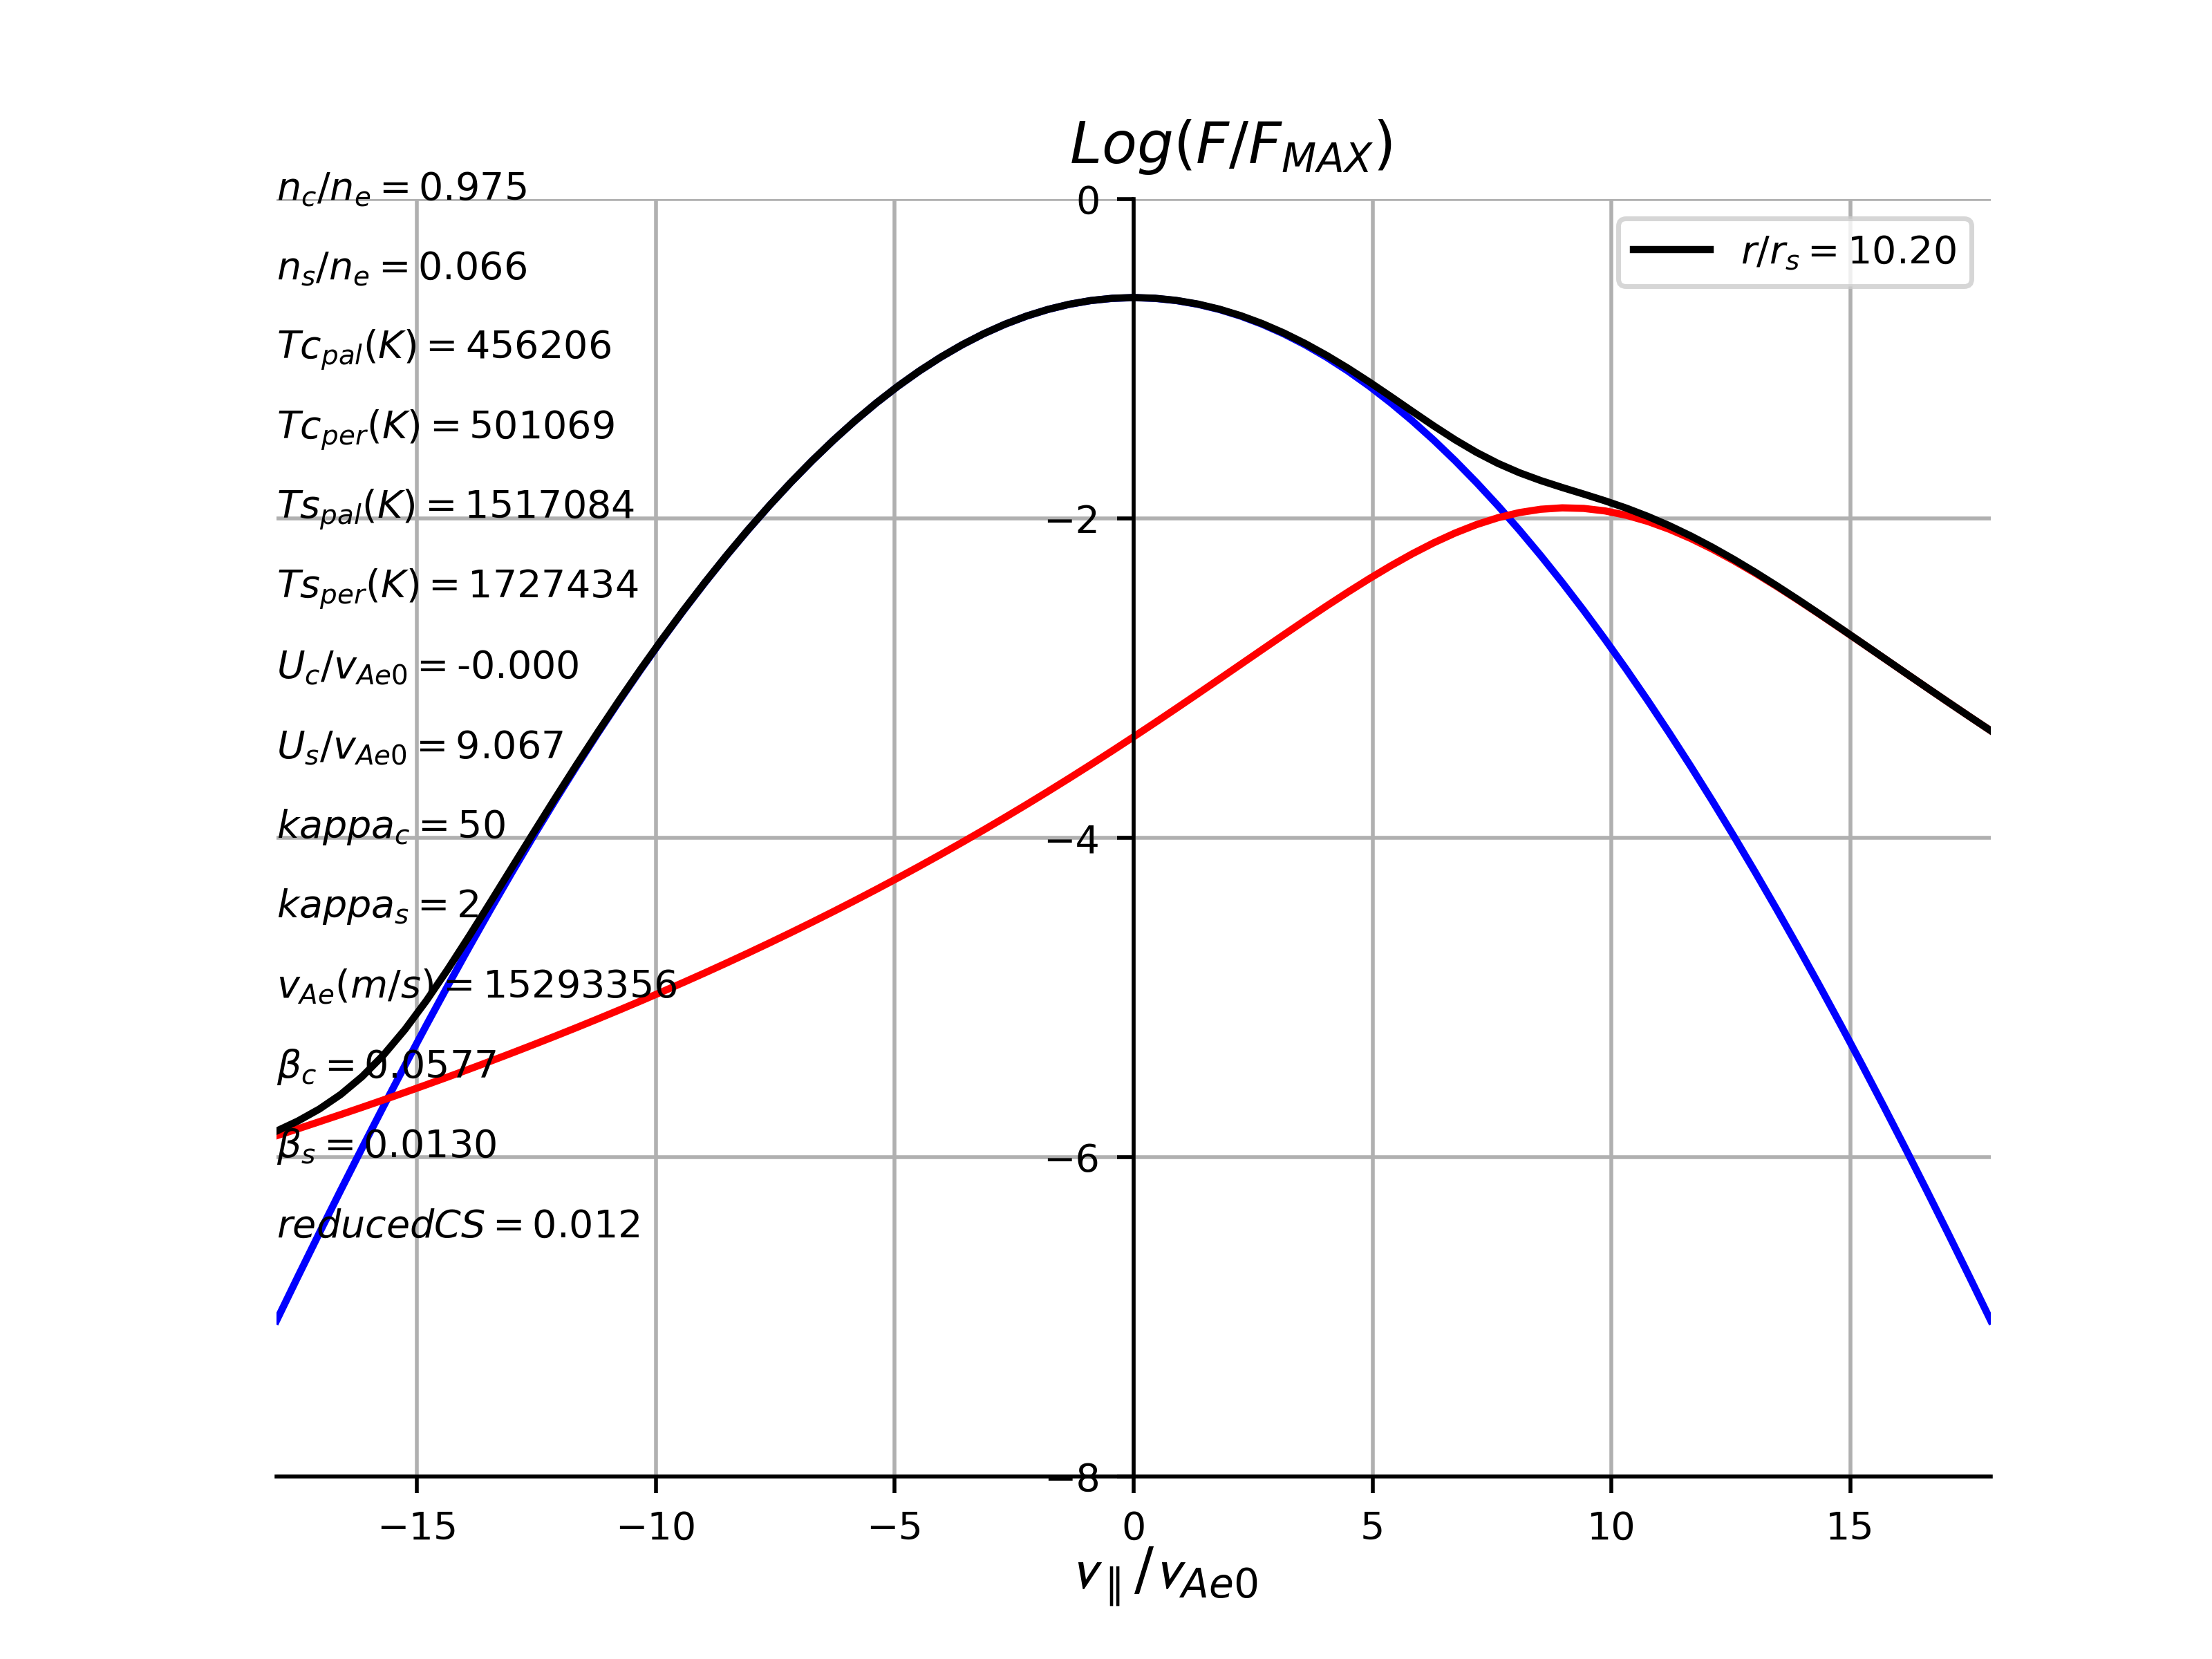 Log(F/F_MAX)
n_c/n_e = 0.975
n_s/n_e = 0.066
Tc_pal(K) = 456206
Tc_per(K) = 501069
Ts_pal(K) = 1517084
Ts_per(K) = 1727434
U_c/v_Ae0 = -0.000
U_s/v_Ae0 = 9.067
kappa_c = 50
kappa_s = 2
v_Ae(m/s) = 15293356
β_c = 0.0577
β_s = 0.0130
reducedCS = 0.012
r/r_s = 10.20
0
−2
−4
−6
−8
−15 −10 −5 0 5 10 15
v_∥/v_Ae0